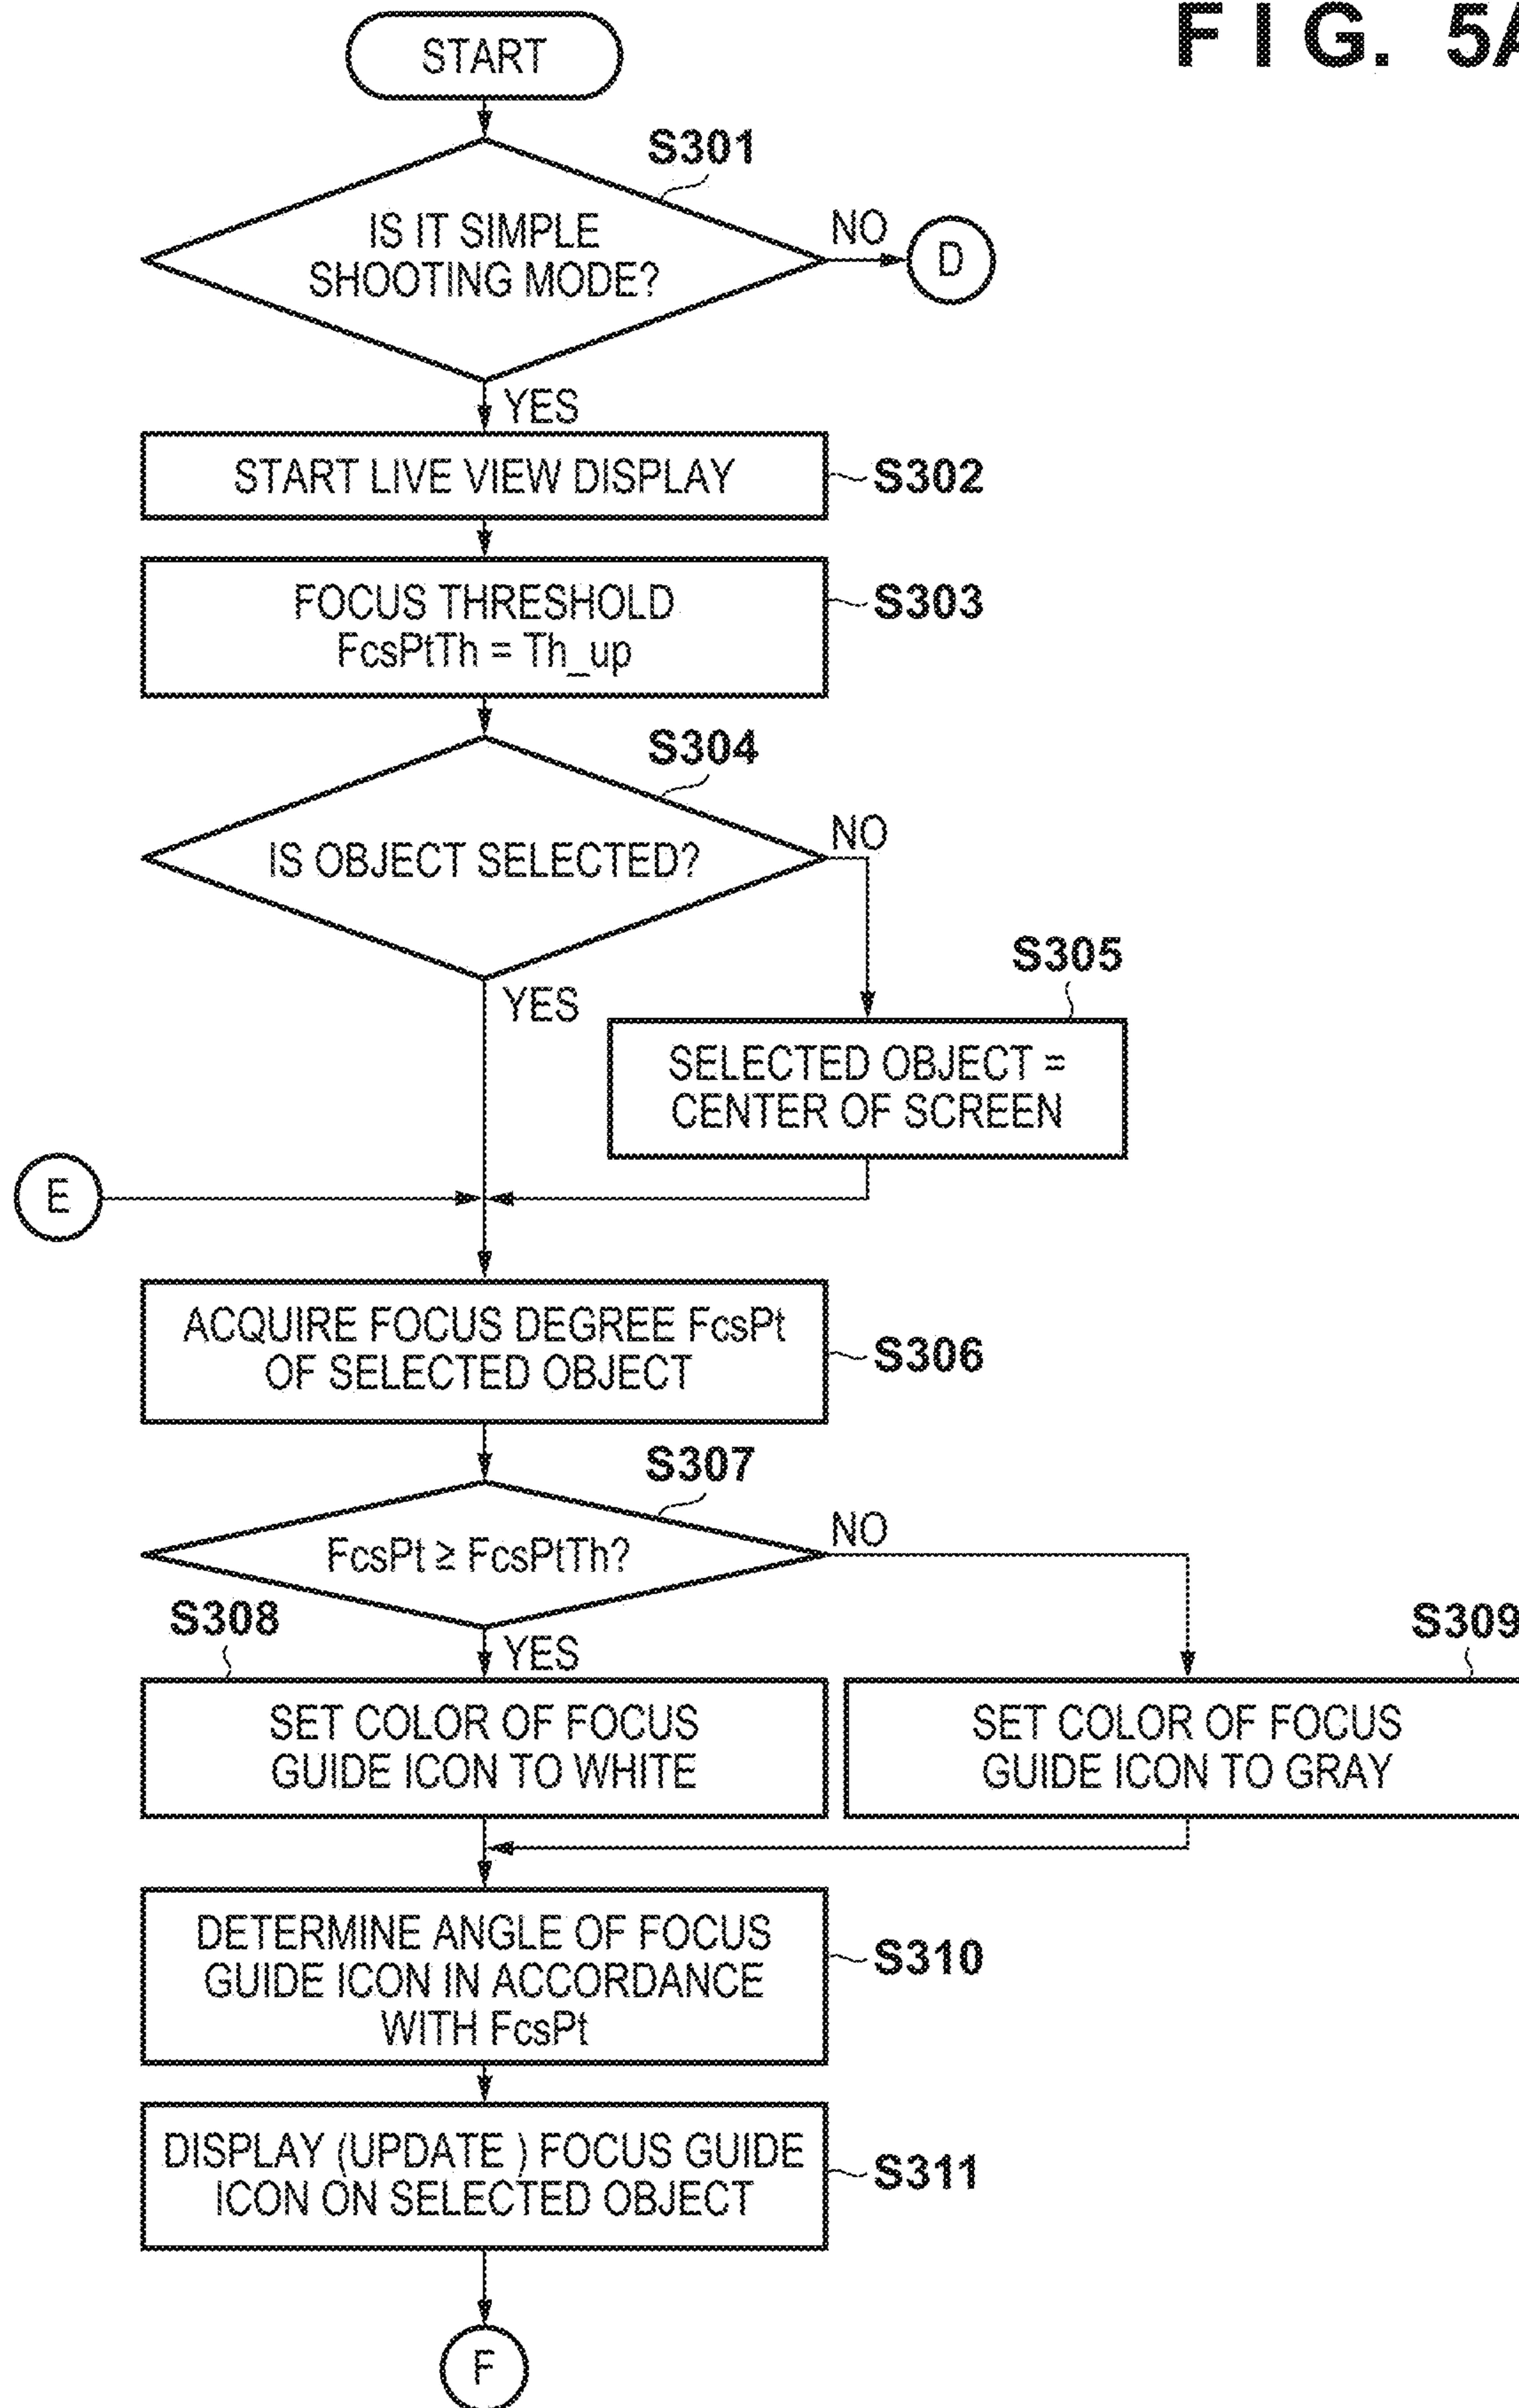 FIG. 5A
START
S301
IS IT SIMPLE
SHOOTING MODE?
NO
D
YES
START LIVE VIEW DISPLAY
S302
FOCUS THRESHOLD
FcsPtTh = Th_up
S303
S304
IS OBJECT SELECTED?
NO
YES
S305
SELECTED OBJECT =
CENTER OF SCREEN
E
ACQUIRE FOCUS DEGREE FcsPt
OF SELECTED OBJECT
S306
S307
FcsPt ≥ FcsPtTh?
NO
S308
YES
S309
SET COLOR OF FOCUS
GUIDE ICON TO WHITE
SET COLOR OF FOCUS
GUIDE ICON TO GRAY
DETERMINE ANGLE OF FOCUS
GUIDE ICON IN ACCORDANCE
WITH FcsPt
S310
DISPLAY (UPDATE ) FOCUS GUIDE
ICON ON SELECTED OBJECT
S311
F